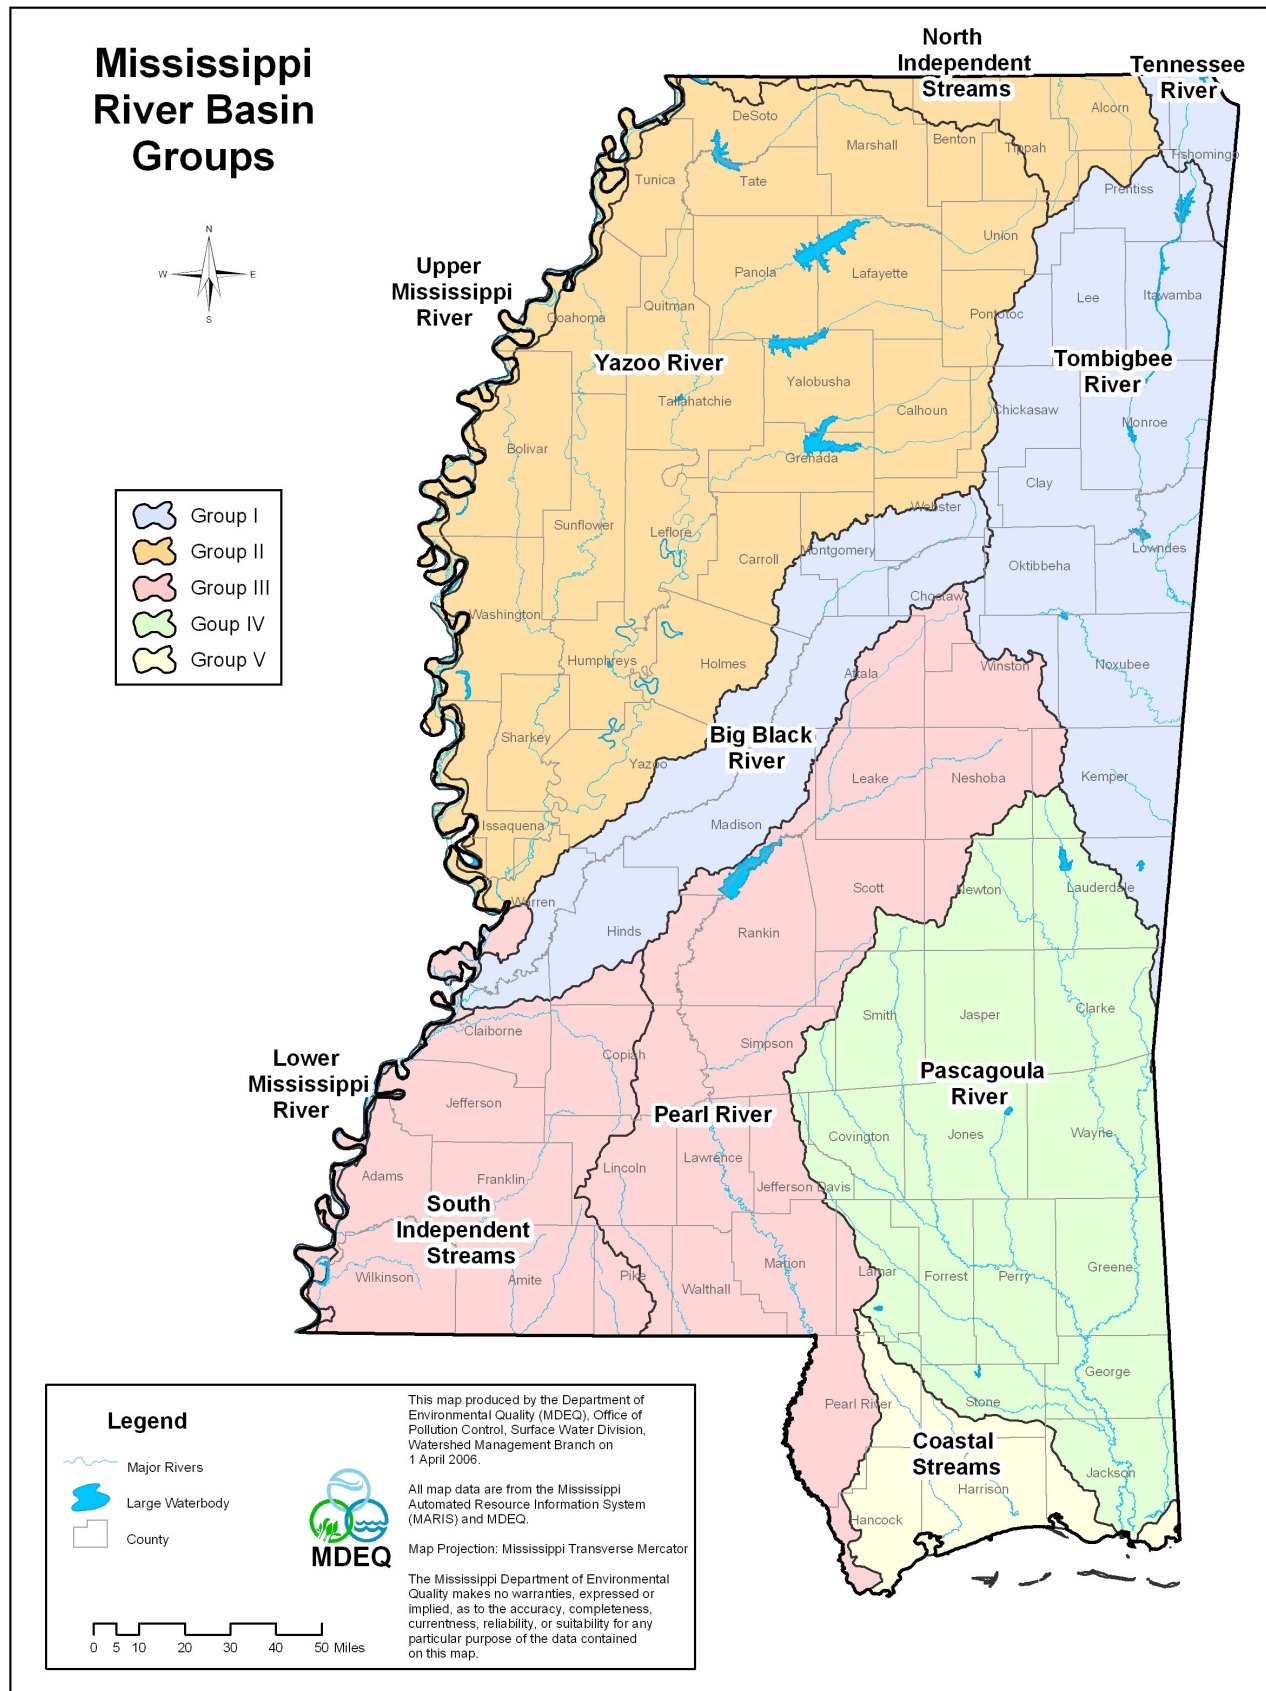 Mississippi
River Basin
Groups
North
Independent
Streams
Tennessee
River
N
W
E
S
Upper
Mississippi
River
Yazoo River
Tombigbee
River
Big Black
River
Lower
Mississippi
River
Pearl River
Pascagoula
River
South
Independent
Streams
Coastal
Streams
DeSoto
Marshall
Benton
Tippah
Alcorn
Tishomingo
Tunica
Tate
Prentiss
Union
Panola
Lafayette
Lee
Itawamba
Coahoma
Quitman
Pontotoc
Yalobusha
Tallahatchie
Calhoun
Chickasaw
Monroe
Bolivar
Grenada
Clay
Webster
Sunflower
Leflore
Carroll
Montgomery
Lowndes
Oktibbeha
Choctaw
Washington
Humphreys
Holmes
Attala
Winston
Noxubee
Sharkey
Yazoo
Leake
Neshoba
Kemper
Issaquena
Madison
Warren
Scott
Newton
Lauderdale
Hinds
Rankin
Claiborne
Copiah
Simpson
Smith
Jasper
Clarke
Jefferson
Covington
Jones
Wayne
Adams
Franklin
Lincoln
Lawrence
Jefferson Davis
Wilkinson
Amite
Pike
Walthall
Marion
Lamar
Forrest
Perry
Greene
George
Pearl River
Stone
Jackson
Harrison
Hancock
Group I
Group II
Group III
Goup IV
Group V
Legend
Major Rivers
Large Waterbody
County
0 5 10 20 30 40 50 Miles
MDEQ
This map produced by the Department of
Environmental Quality (MDEQ), Office of
Pollution Control, Surface Water Division,
Watershed Management Branch on
1 April 2006.
All map data are from the Mississippi
Automated Resource Information System
(MARIS) and MDEQ.
Map Projection: Mississippi Transverse Mercator
The Mississippi Department of Environmental
Quality makes no warranties, expressed or
implied, as to the accuracy, completeness,
currentness, reliability, or suitability for any
particular purpose of the data contained
on this map.